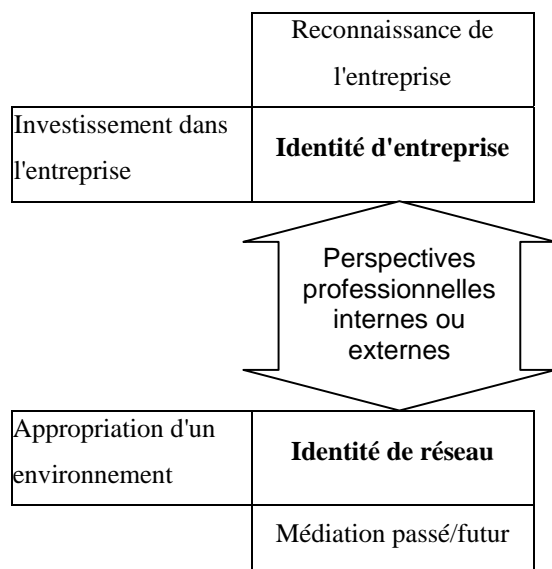 Reconnaissance de
l'entreprise
Investissement dans
l'entreprise
Identité d'entreprise
Perspectives
professionnelles
internes ou
externes
Appropriation d'un
environnement
Identité de réseau
Médiation passé/futur